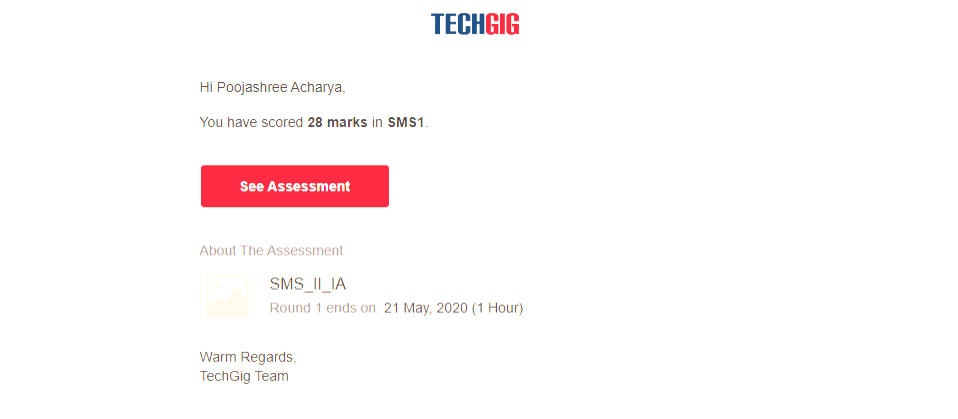 TECHGIG
Hi Poojashree Acharya,
You have scored 28 marks in SMS1.
See Assessment
About The Assessment
SMS_II_IA
Round 1 ends on: 21 May, 2020 (1 Hour)
Warm Regards,
TechGig Team